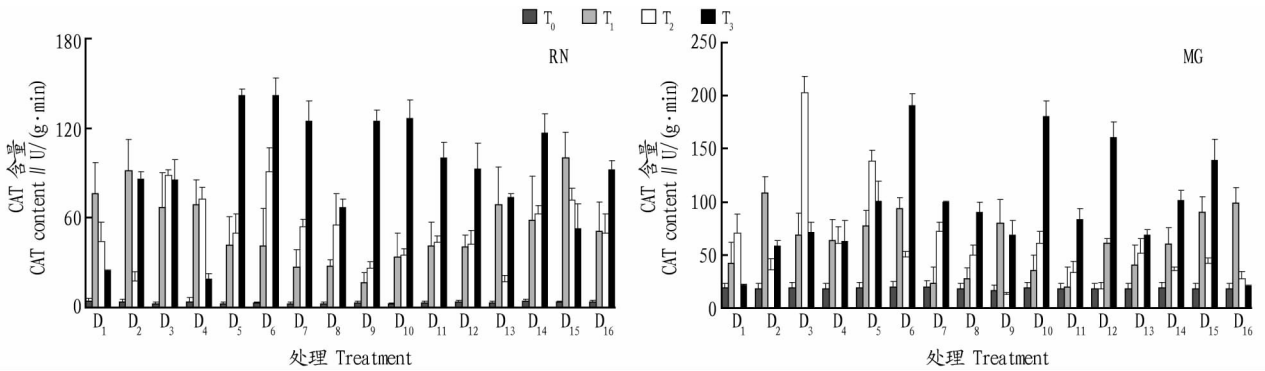 T₀ T₁ T₂ T₃
RN
CAT 含量
CAT content // U/(g·min)
180
120
60
0
D₁ D₂ D₃ D₄ D₅ D₆ D₇ D₈ D₉ D₁₀ D₁₁ D₁₂ D₁₃ D₁₄ D₁₅ D₁₆
处理 Treatment
MG
CAT 含量
CAT content // U/(g·min)
250
200
150
100
50
0
D₁ D₂ D₃ D₄ D₅ D₆ D₇ D₈ D₉ D₁₀ D₁₁ D₁₂ D₁₃ D₁₄ D₁₅ D₁₆
处理 Treatment